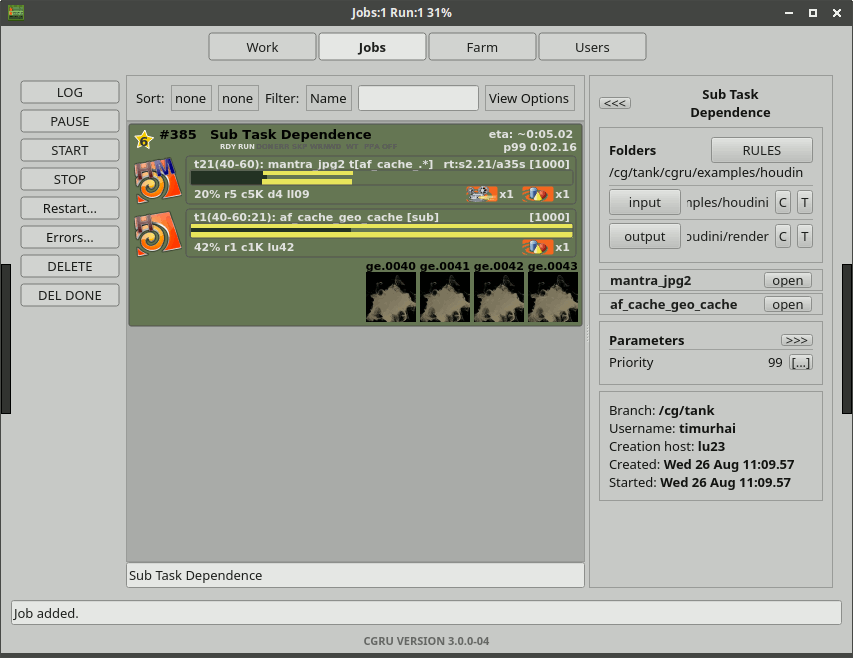 Jobs:1 Run:1 31%
Work
Jobs
Farm
Users
LOG
PAUSE
START
STOP
Restart...
Errors...
DELETE
DEL DONE
Sort: none none Filter: Name View Options
6 #385 Sub Task Dependence eta: ~0:05.02
RDY RUN DON ERR SKP WRN WD WT PPA OFF p99 0:02.16
t21(40-60): mantra_jpg2 t[af_cache_.*] rt:s2.21/a35s [1000]
20% r5 c5K d4 ll09 x1 x1
t1(40-60:21): af_cache_geo_cache [sub] [1000]
42% r1 c1K lu42 x1
ge.0040 ge.0041 ge.0042 ge.0043
Sub Task Dependence
<<< Sub Task
Dependence
Folders RULES
/cg/tank/cgru/examples/houdin
input nples/houdini C T
output oudini/render C T
mantra_jpg2 open
af_cache_geo_cache open
Parameters >>>
Priority 99 [...]
Branch: /cg/tank
Username: timurhai
Creation host: lu23
Created: Wed 26 Aug 11:09.57
Started: Wed 26 Aug 11:09.57
Job added.
CGRU VERSION 3.0.0-04